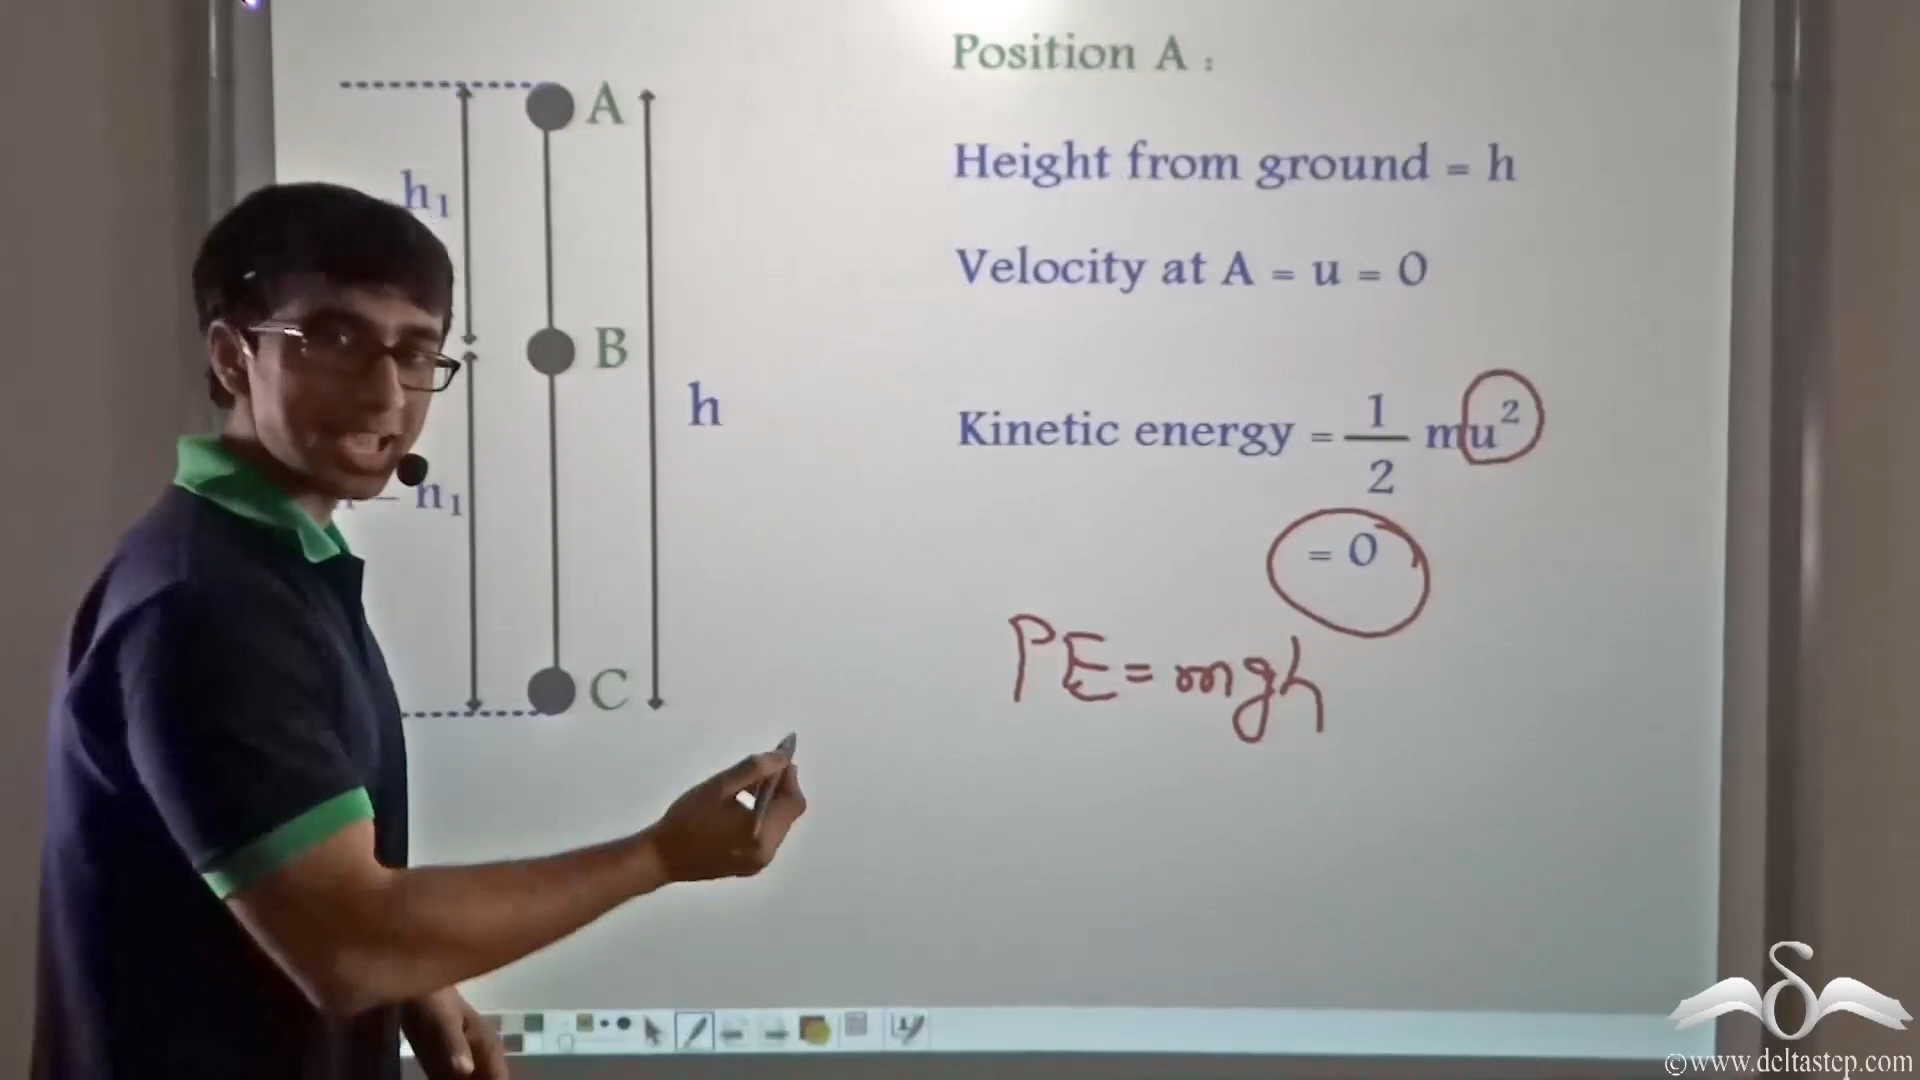 Position A :
A
Height from ground = h
h₁
Velocity at A = u = 0
B
h
Kinetic energy = 1/2 mu²
– h₁
= 0
PE = mgh
C
©www.deltastep.com